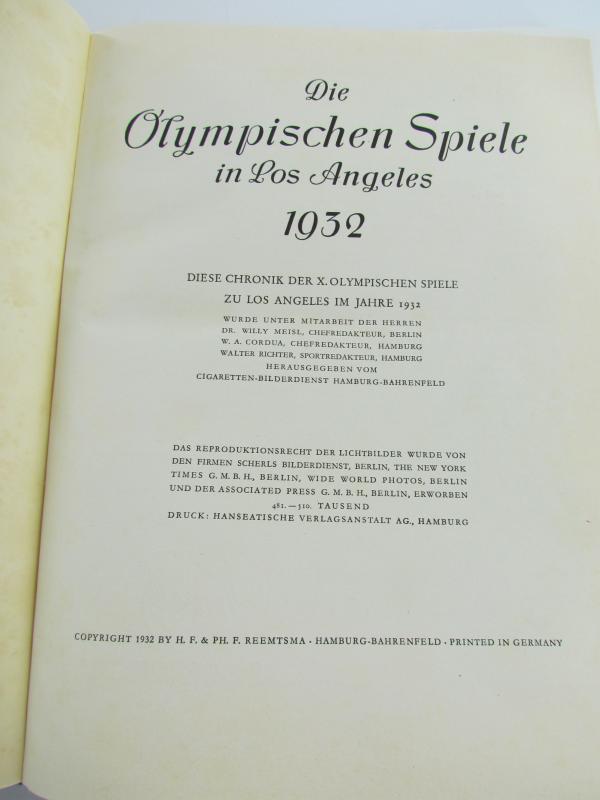 Die
Olympischen Spiele
in Los Angeles
1932
DIESE CHRONIK DER X. OLYMPISCHEN SPIELE
ZU LOS ANGELES IM JAHRE 1932
WURDE UNTER MITARBEIT DER HERREN
DR. WILLY MEISL, CHEFREDAKTEUR, BERLIN
W. A. CORDUA, CHEFREDAKTEUR, HAMBURG
WALTER RICHTER, SPORTREDAKTEUR, HAMBURG
HERAUSGEGEBEN VOM
CIGARETTEN-BILDERDIENST HAMBURG-BAHRENFELD
DAS REPRODUKTIONSRECHT DER LICHTBILDER WURDE VON
DEN FIRMEN SCHERLS BILDERDIENST, BERLIN, THE NEW YORK
TIMES G. M. B. H., BERLIN, WIDE WORLD PHOTOS, BERLIN
UND DER ASSOCIATED PRESS G. M. B. H., BERLIN, ERWORBEN
481.—510. TAUSEND
DRUCK: HANSEATISCHE VERLAGSANSTALT AG., HAMBURG
COPYRIGHT 1932 BY H. F. & PH. F. REEMTSMA · HAMBURG-BAHRENFELD · PRINTED IN GERMANY